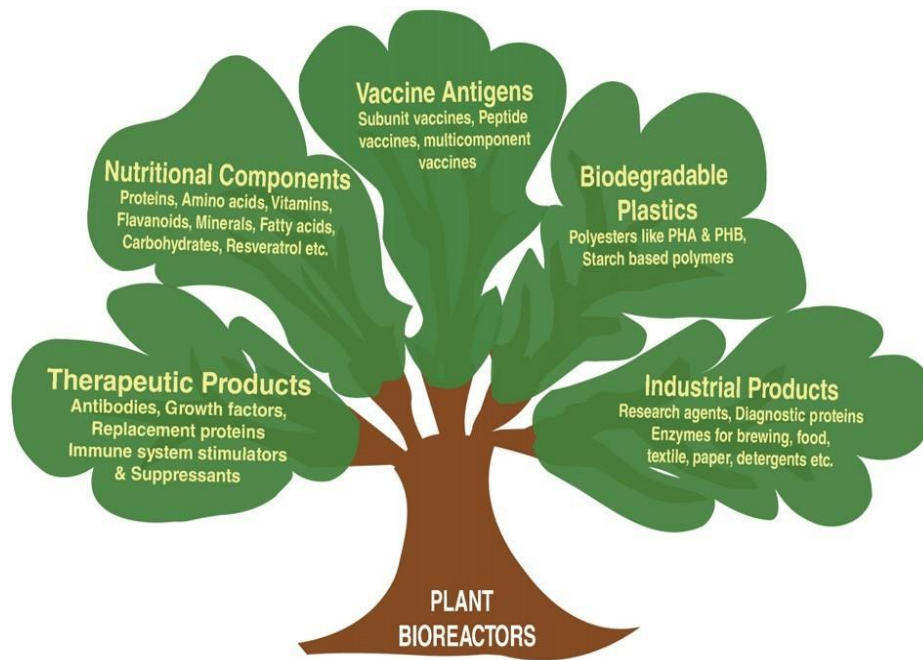 Vaccine Antigens
Subunit vaccines, Peptide
vaccines, multicomponent
vaccines
Nutritional Components
Proteins, Amino acids, Vitamins,
Flavanoids, Minerals, Fatty acids,
Carbohydrates, Resveratrol etc.
Biodegradable
Plastics
Polyesters like PHA & PHB,
Starch based polymers
Therapeutic Products
Antibodies, Growth factors,
Replacement proteins
Immune system stimulators
& Suppressants
Industrial Products
Research agents, Diagnostic proteins
Enzymes for brewing, food,
textile, paper, detergents etc.
PLANT
BIOREACTORS